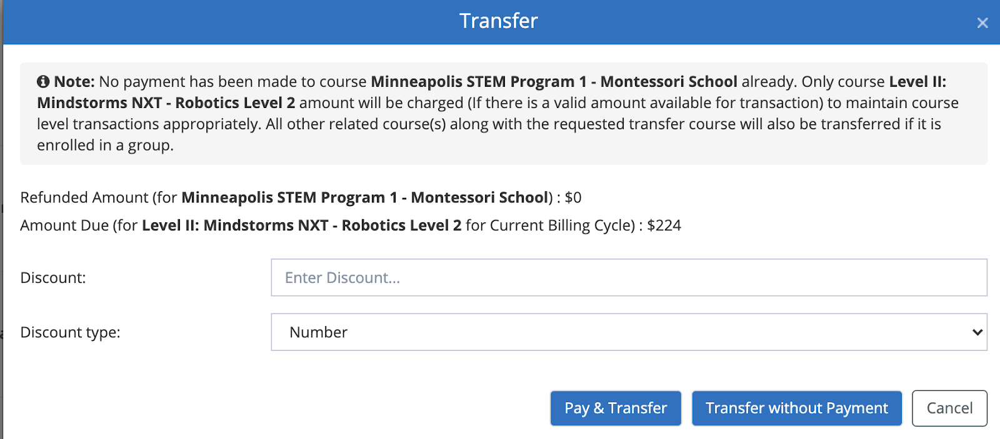 Transfer
×
Note: No payment has been made to course Minneapolis STEM Program 1 - Montessori School already. Only course Level II:
Mindstorms NXT - Robotics Level 2 amount will be charged (If there is a valid amount available for transaction) to maintain course
level transactions appropriately. All other related course(s) along with the requested transfer course will also be transferred if it is
enrolled in a group.
Refunded Amount (for Minneapolis STEM Program 1 - Montessori School) : $0
Amount Due (for Level II: Mindstorms NXT - Robotics Level 2 for Current Billing Cycle) : $224
Discount:
Enter Discount...
Discount type:
Number
Pay & Transfer
Transfer without Payment
Cancel